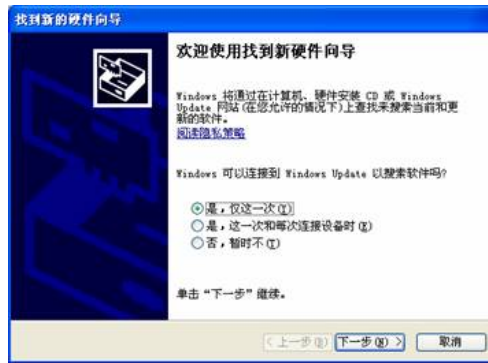 找到新的硬件向导
欢迎使用找到新硬件向导
Windows 将通过在计算机、硬件安装 CD 或 Windows
Update 网站(在您允许的情况下)上查找来搜索当前和更
新的软件。
阅读隐私策略
Windows 可以连接到 Windows Update 以搜索软件吗?
是，仅这一次(Y)
是，这一次和每次连接设备时(E)
否，暂时不(T)
单击“下一步”继续。
< 上一步(B) 下一步(N) > 取消